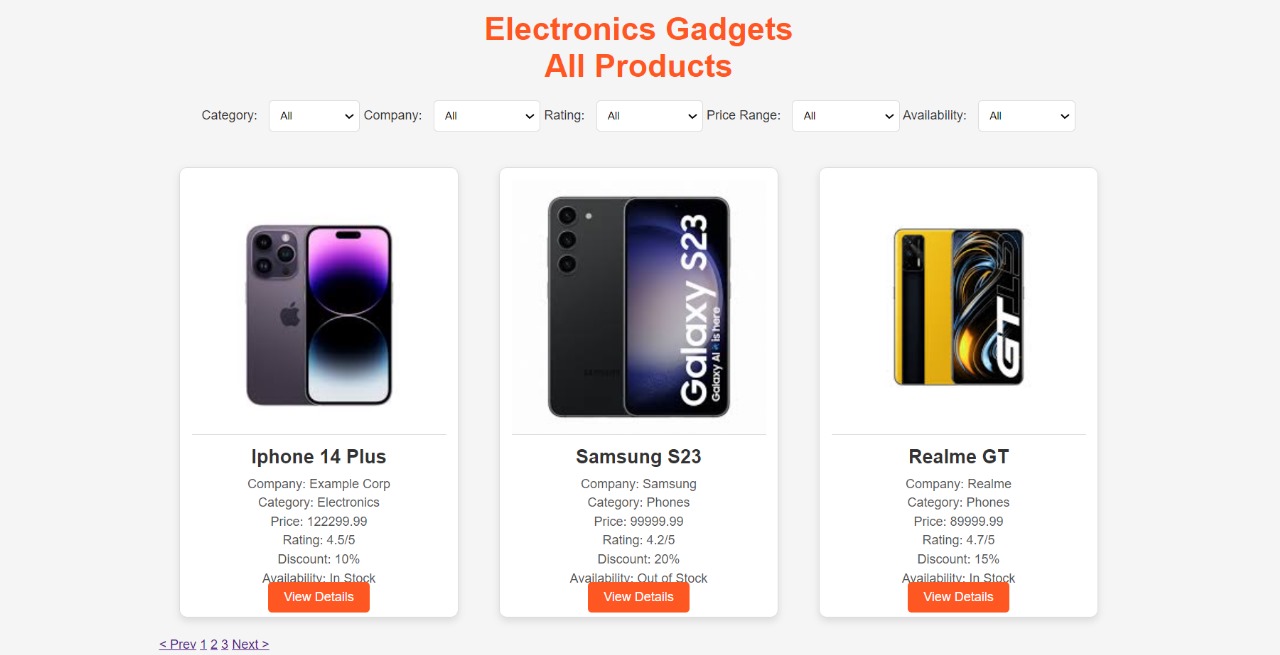 Electronics Gadgets
All Products
Category: All Company: All Rating: All Price Range: All Availability: All
Galaxy S23
Galaxy AI is here
GT
Iphone 14 Plus
Company: Example Corp
Category: Electronics
Price: 122299.99
Rating: 4.5/5
Discount: 10%
Availability: In Stock
View Details
Samsung S23
Company: Samsung
Category: Phones
Price: 99999.99
Rating: 4.2/5
Discount: 20%
Availability: Out of Stock
View Details
Realme GT
Company: Realme
Category: Phones
Price: 89999.99
Rating: 4.7/5
Discount: 15%
Availability: In Stock
View Details
< Prev 1 2 3 Next >